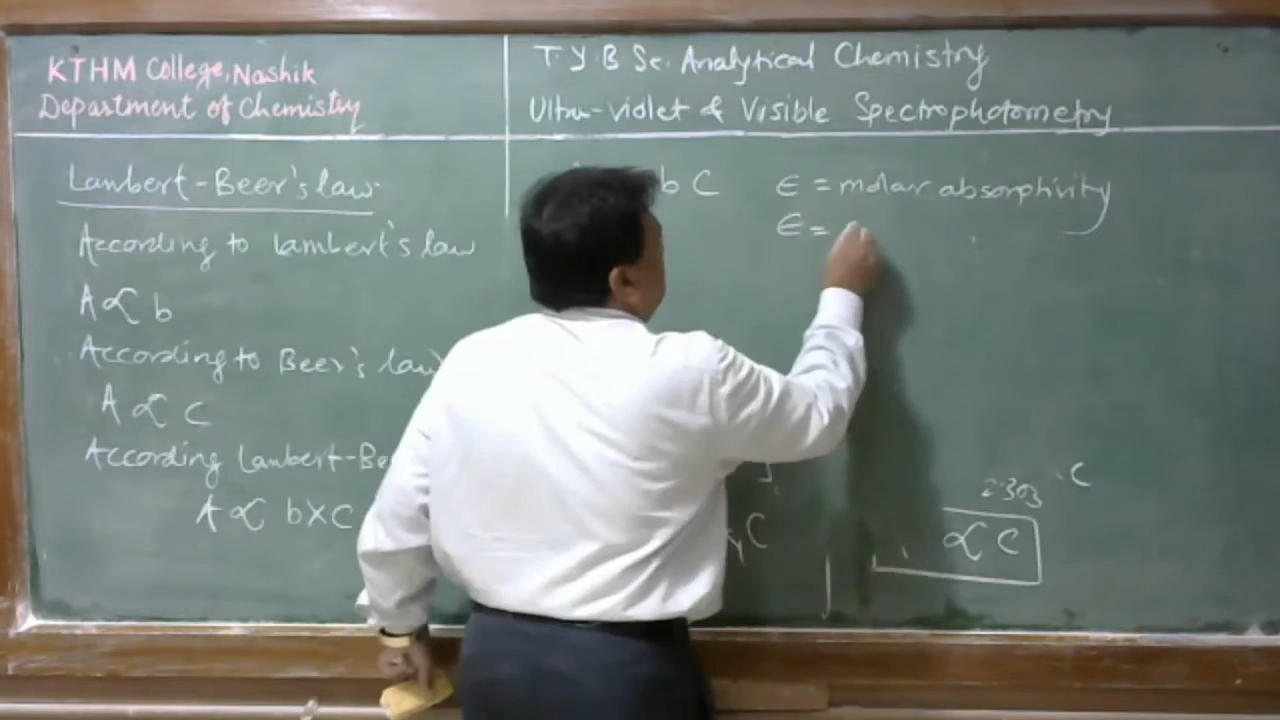 KTHM College, Nashik
Department of Chemistry
T.Y.B Sc. Analytical Chemistry
Ultra-violet & Visible Spectrophotometry
Lambert-Beer's law
According to Lambert's law
A ∝ b
According to Beer's law
A ∝ C
According Lambert-Bee
A ∝ b×C
b C
∈ = molar absorptivity
∈ =
C
2.303 · C
∝ C